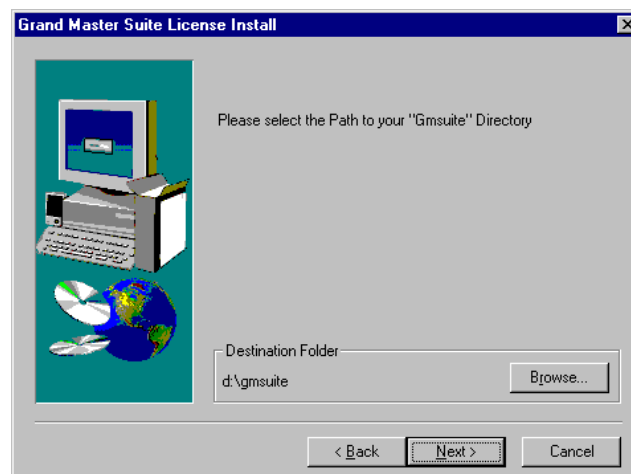 Grand Master Suite License Install
Please select the Path to your "Gmsuite" Directory
Destination Folder
d:\gmsuite
Browse...
< Back
Next >
Cancel